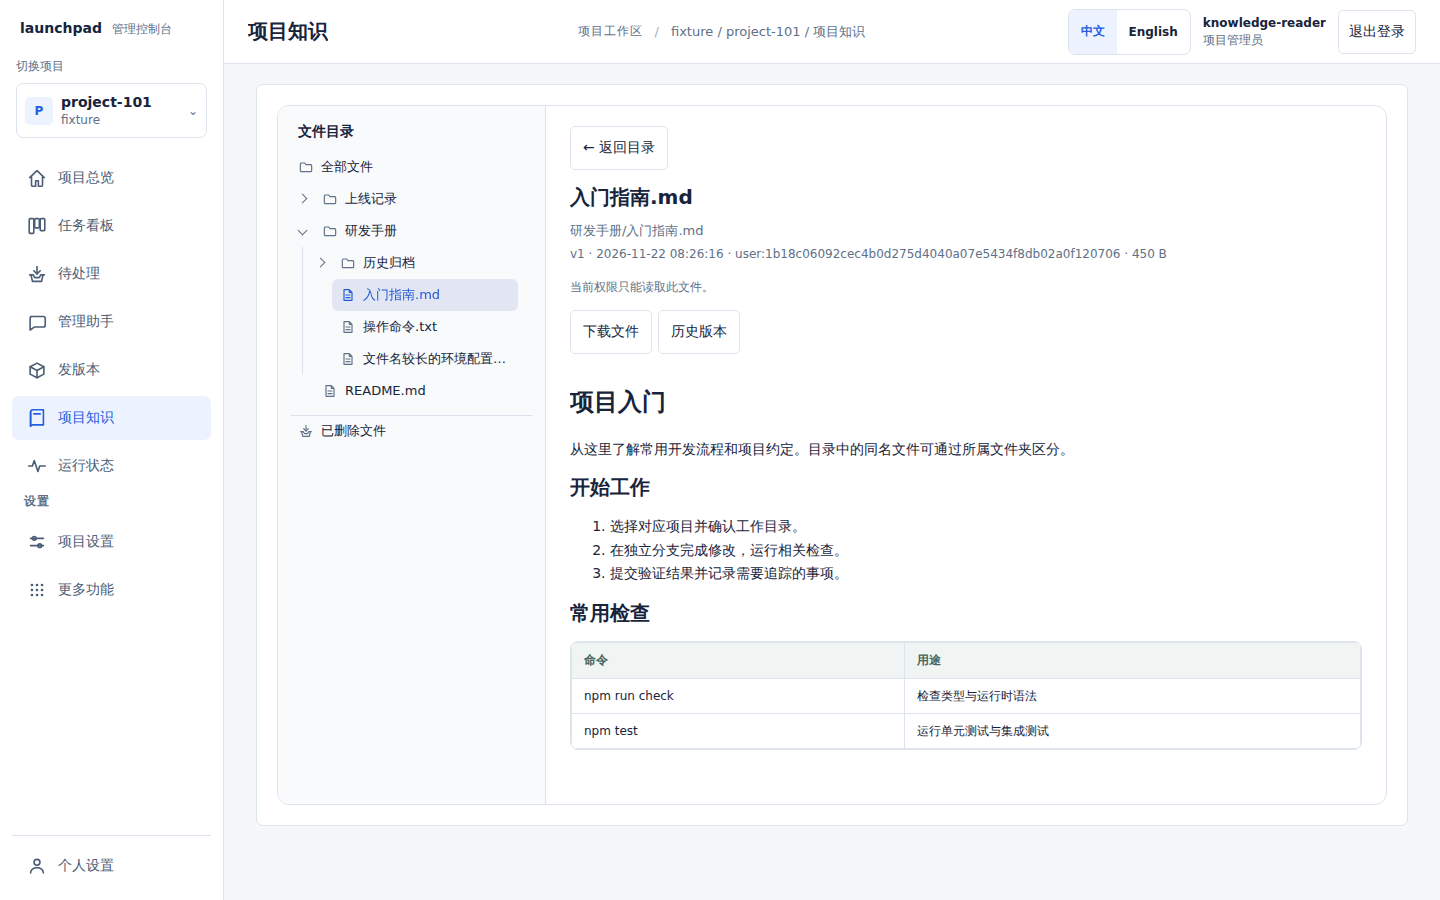 launchpad 管理控制台
切换项目
P
project-101
fixture
项目总览
任务看板
待处理
管理助手
发版本
项目知识
运行状态
设置
项目设置
更多功能
个人设置
项目知识
项目工作区 / fixture / project-101 / 项目知识
中文 English
knowledge-reader
项目管理员
退出登录
文件目录
全部文件
上线记录
研发手册
历史归档
入门指南.md
操作命令.txt
文件名较长的环境配置...
README.md
已删除文件
← 返回目录
入门指南.md
研发手册/入门指南.md
v1 · 2026-11-22 08:26:16 · user:1b18c06092cec4b0d275d4040a07e5434f8db02a0f120706 · 450 B
当前权限只能读取此文件。
下载文件 历史版本
项目入门
从这里了解常用开发流程和项目约定。目录中的同名文件可通过所属文件夹区分。
开始工作
1. 选择对应项目并确认工作目录。
2. 在独立分支完成修改，运行相关检查。
3. 提交验证结果并记录需要追踪的事项。
常用检查
命令 用途
npm run check 检查类型与运行时语法
npm test 运行单元测试与集成测试